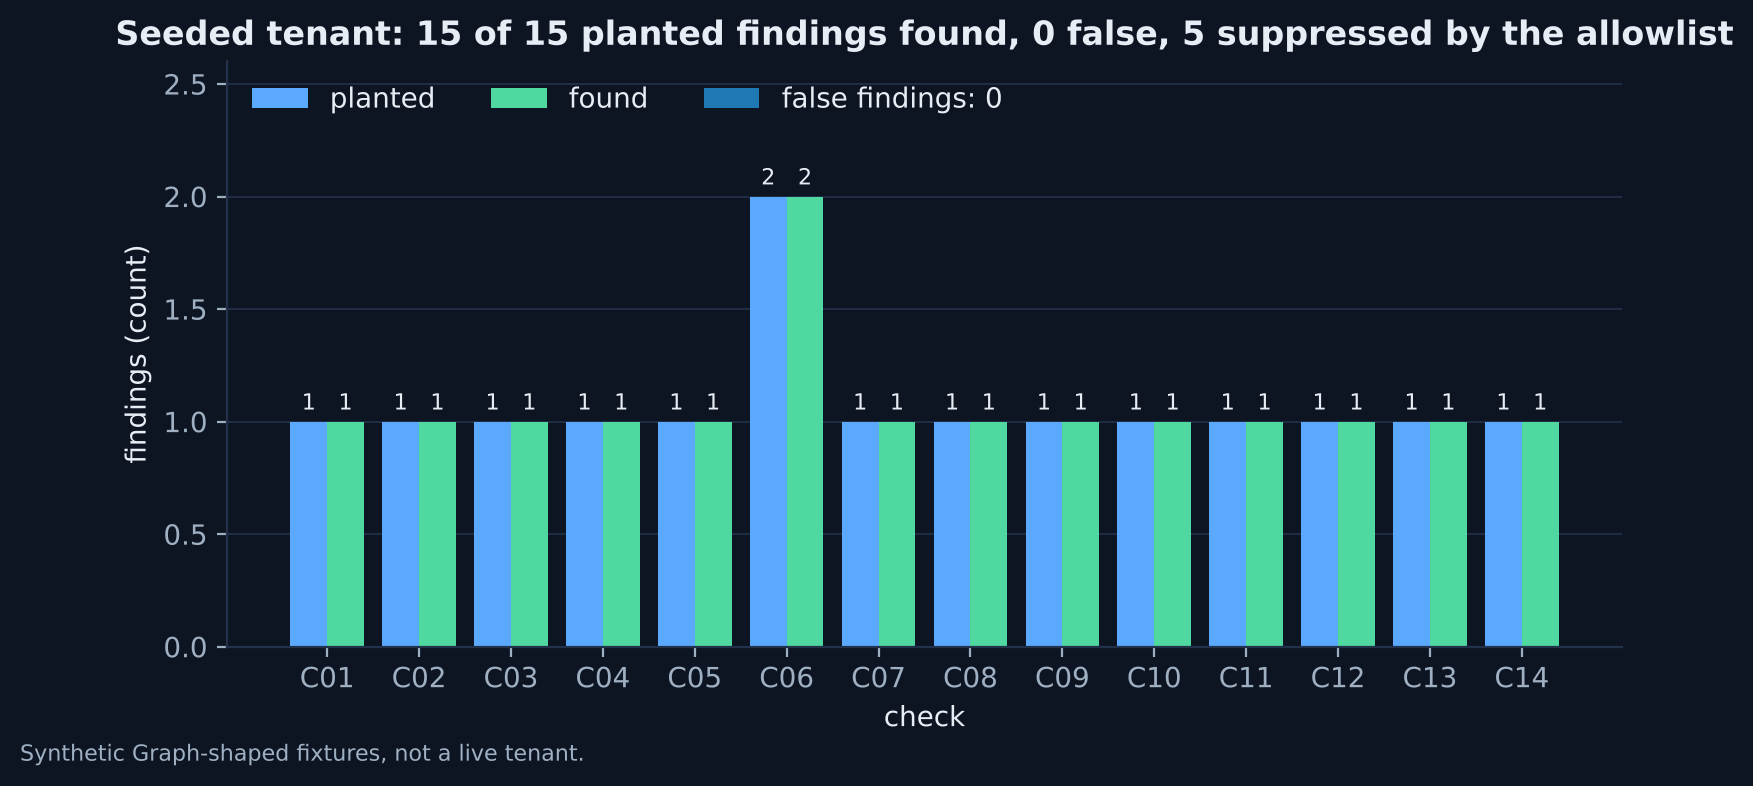 Seeded tenant: 15 of 15 planted findings found, 0 false, 5 suppressed by the allowlist
planted found false findings: 0
2.5
2.0
1.5
1.0
0.5
0.0
findings (count)
2 2
1 1 1 1 1 1 1 1 1 1 1 1 1 1 1 1 1 1 1 1 1 1 1 1 1 1
C01 C02 C03 C04 C05 C06 C07 C08 C09 C10 C11 C12 C13 C14
check
Synthetic Graph-shaped fixtures, not a live tenant.